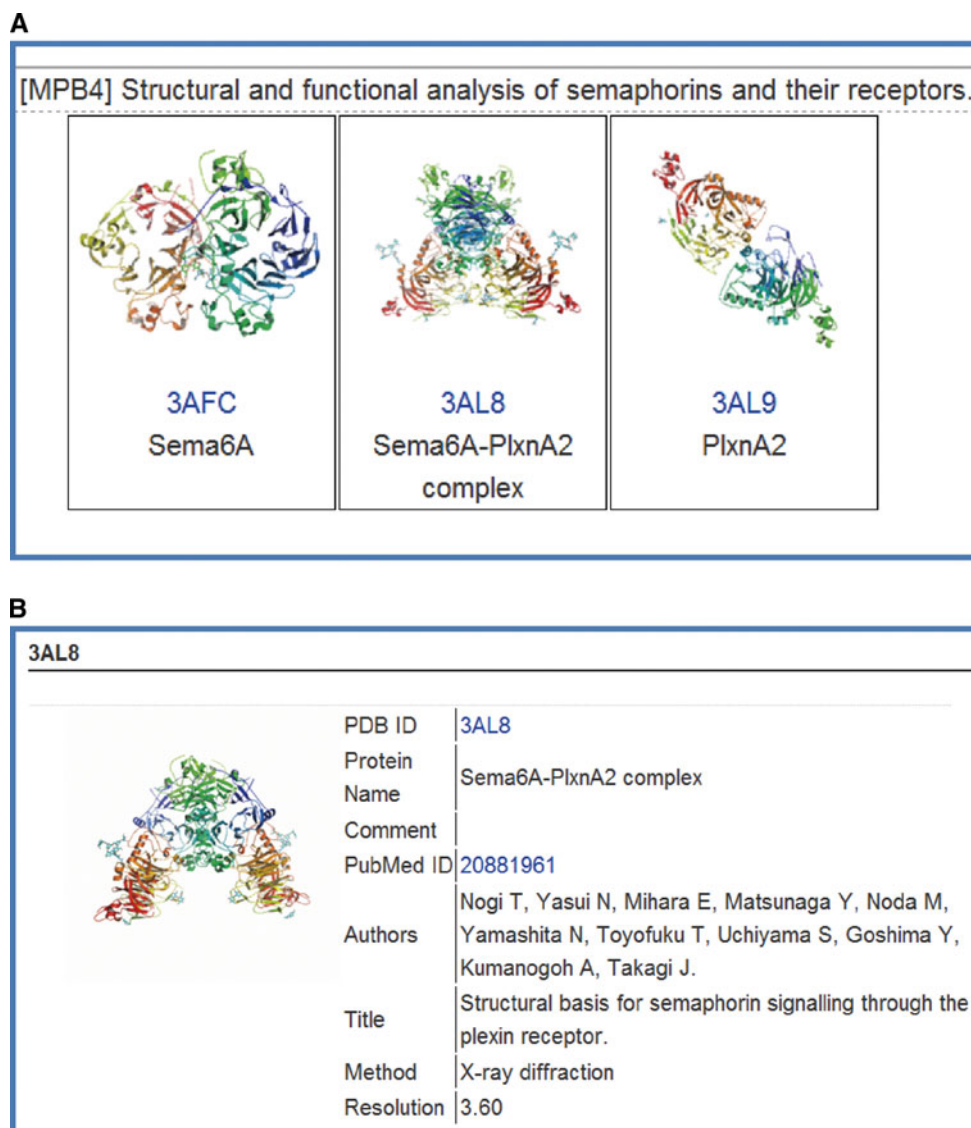 A
[MPB4] Structural and functional analysis of semaphorins and their receptors.
3AFC
Sema6A
3AL8
Sema6A-PlxnA2
complex
3AL9
PlxnA2
B
3AL8
PDB ID 3AL8
Protein
Name
Sema6A-PlxnA2 complex
Comment
PubMed ID 20881961
Authors
Nogi T, Yasui N, Mihara E, Matsunaga Y, Noda M,
Yamashita N, Toyofuku T, Uchiyama S, Goshima Y,
Kumanogoh A, Takagi J.
Title
Structural basis for semaphorin signalling through the
plexin receptor.
Method X-ray diffraction
Resolution 3.60